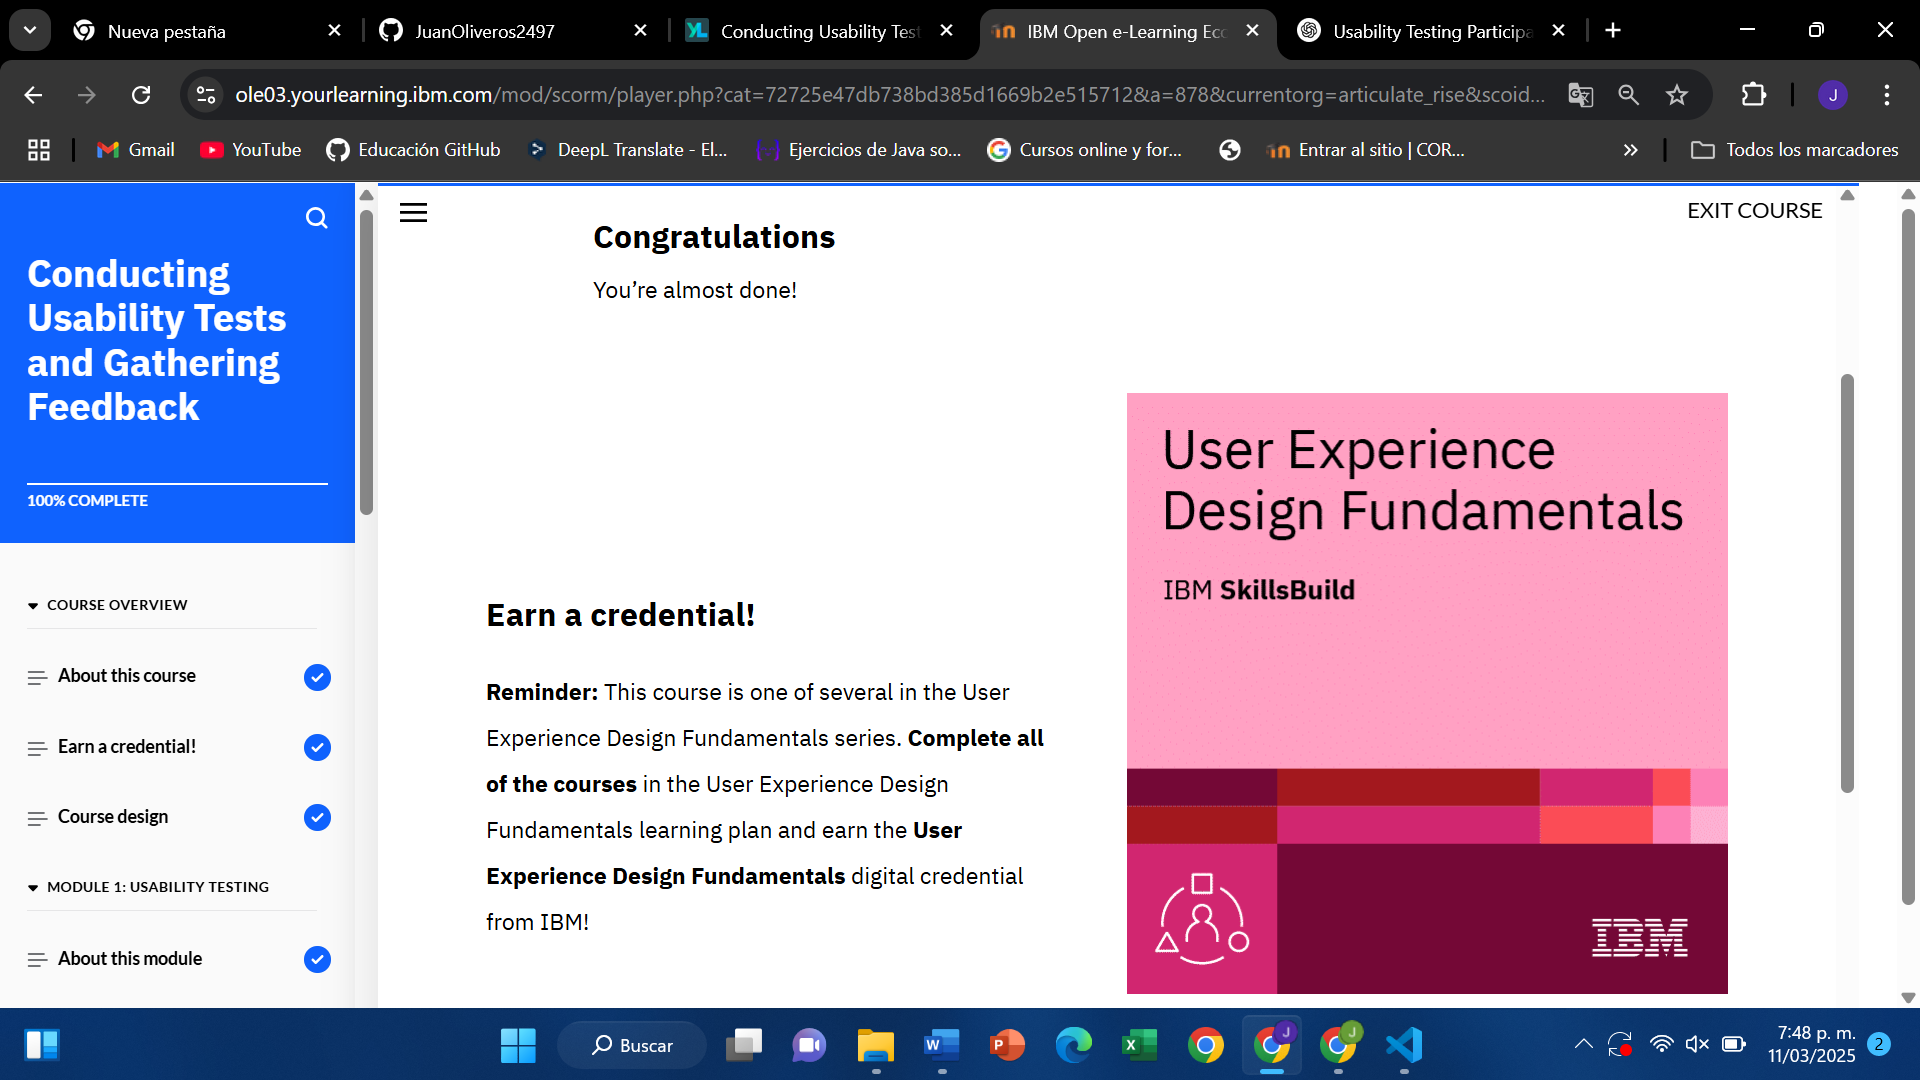 Nueva pestaña
JuanOliveros2497
Conducting Usability Test
IBM Open e-Learning Ecc
Usability Testing Participa
ole03.yourlearning.ibm.com/mod/scorm/player.php?cat=72725e47db738bd385d1669b2e515712&a=878&currentorg=articulate_rise&scoid...
J
Gmail
YouTube
Educación GitHub
DeepL Translate - El...
Ejercicios de Java so...
Cursos online y for...
Entrar al sitio | COR...
Todos los marcadores
Conducting
Usability Tests
and Gathering
Feedback
100% COMPLETE
COURSE OVERVIEW
About this course
Earn a credential!
Course design
MODULE 1: USABILITY TESTING
About this module
EXIT COURSE
Congratulations
You’re almost done!
Earn a credential!
Reminder: This course is one of several in the User
Experience Design Fundamentals series. Complete all
of the courses in the User Experience Design
Fundamentals learning plan and earn the User
Experience Design Fundamentals digital credential
from IBM!
User Experience
Design Fundamentals
IBM SkillsBuild
IBM
Buscar
7:48 p. m.
11/03/2025
2